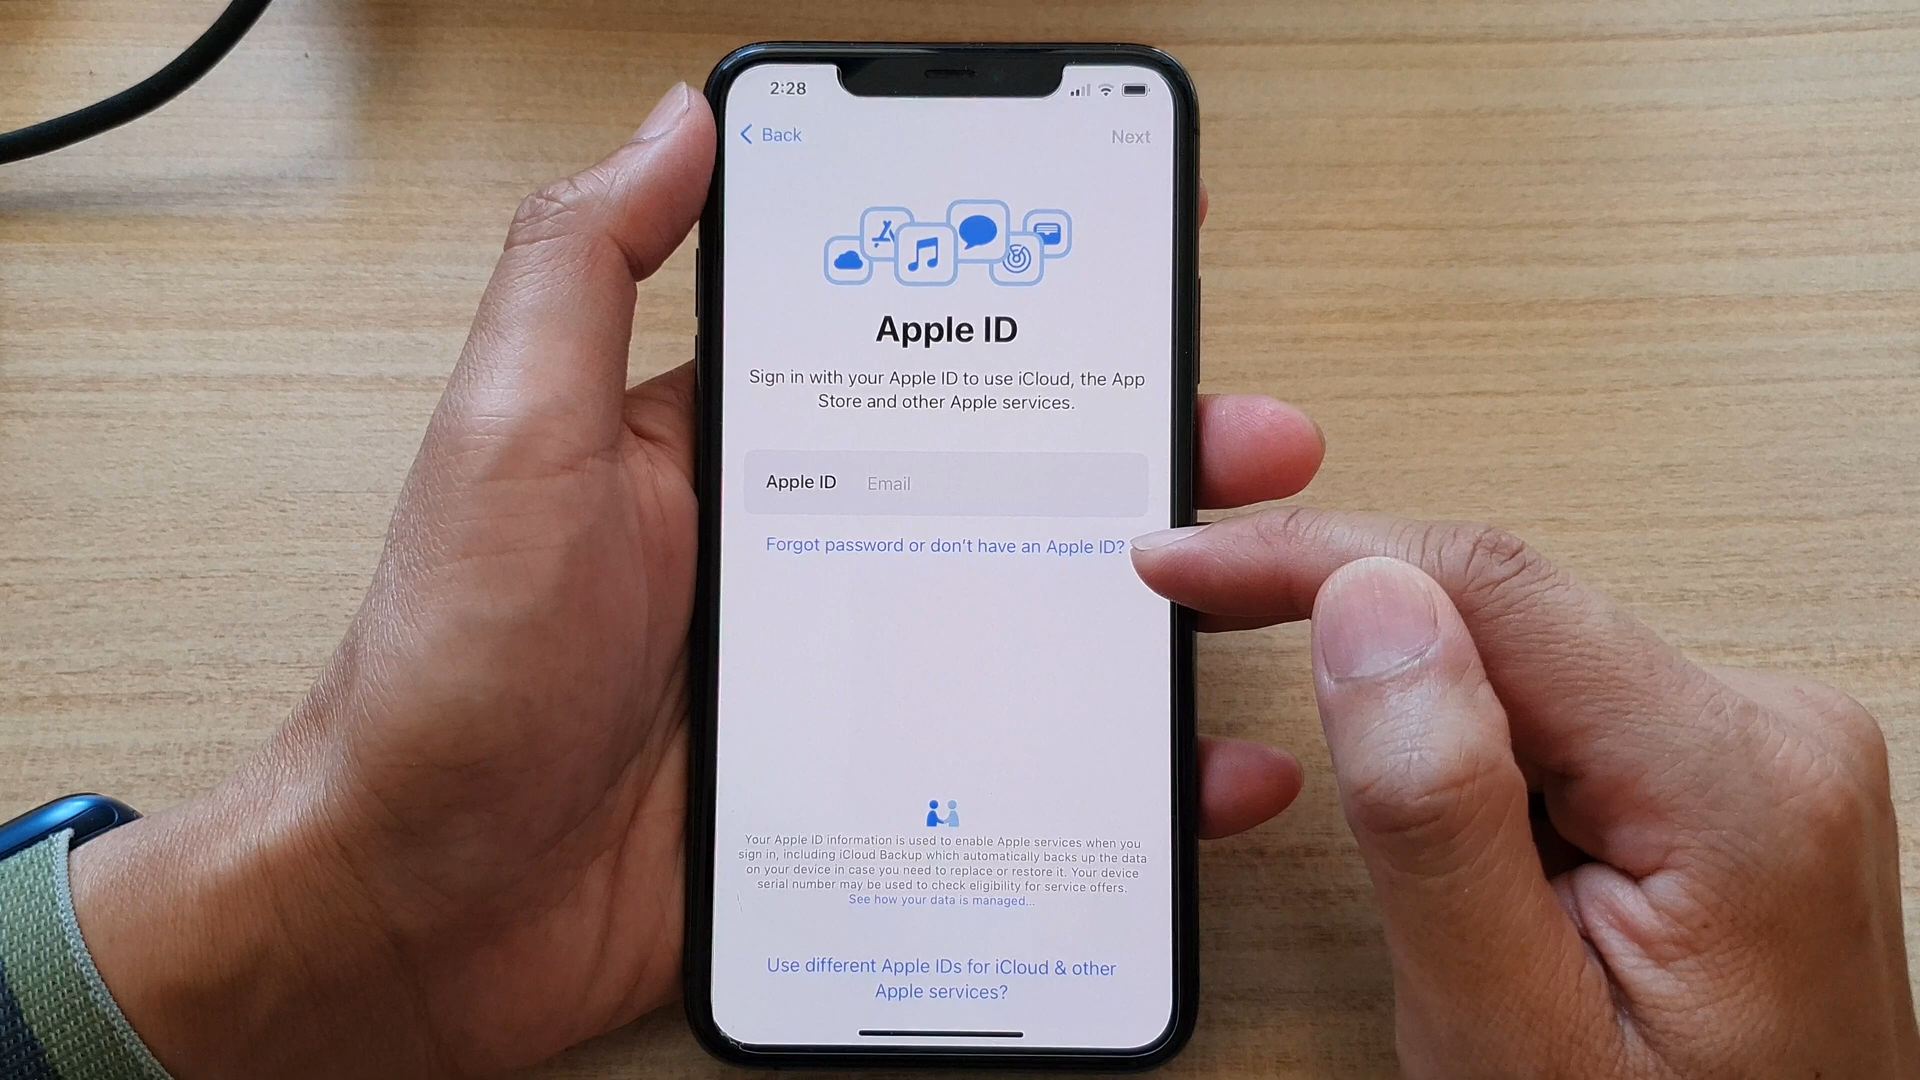 2:28
Back
Next
Apple ID
Sign in with your Apple ID to use iCloud, the App
Store and other Apple services.
Apple ID Email
Forgot password or don't have an Apple ID?
Your Apple ID information is used to enable Apple services when you
sign in, including iCloud Backup which automatically backs up the data
on your device in case you need to replace or restore it. Your device
serial number may be used to check eligibility for service offers.
See how your data is managed...
Use different Apple IDs for iCloud & other
Apple services?